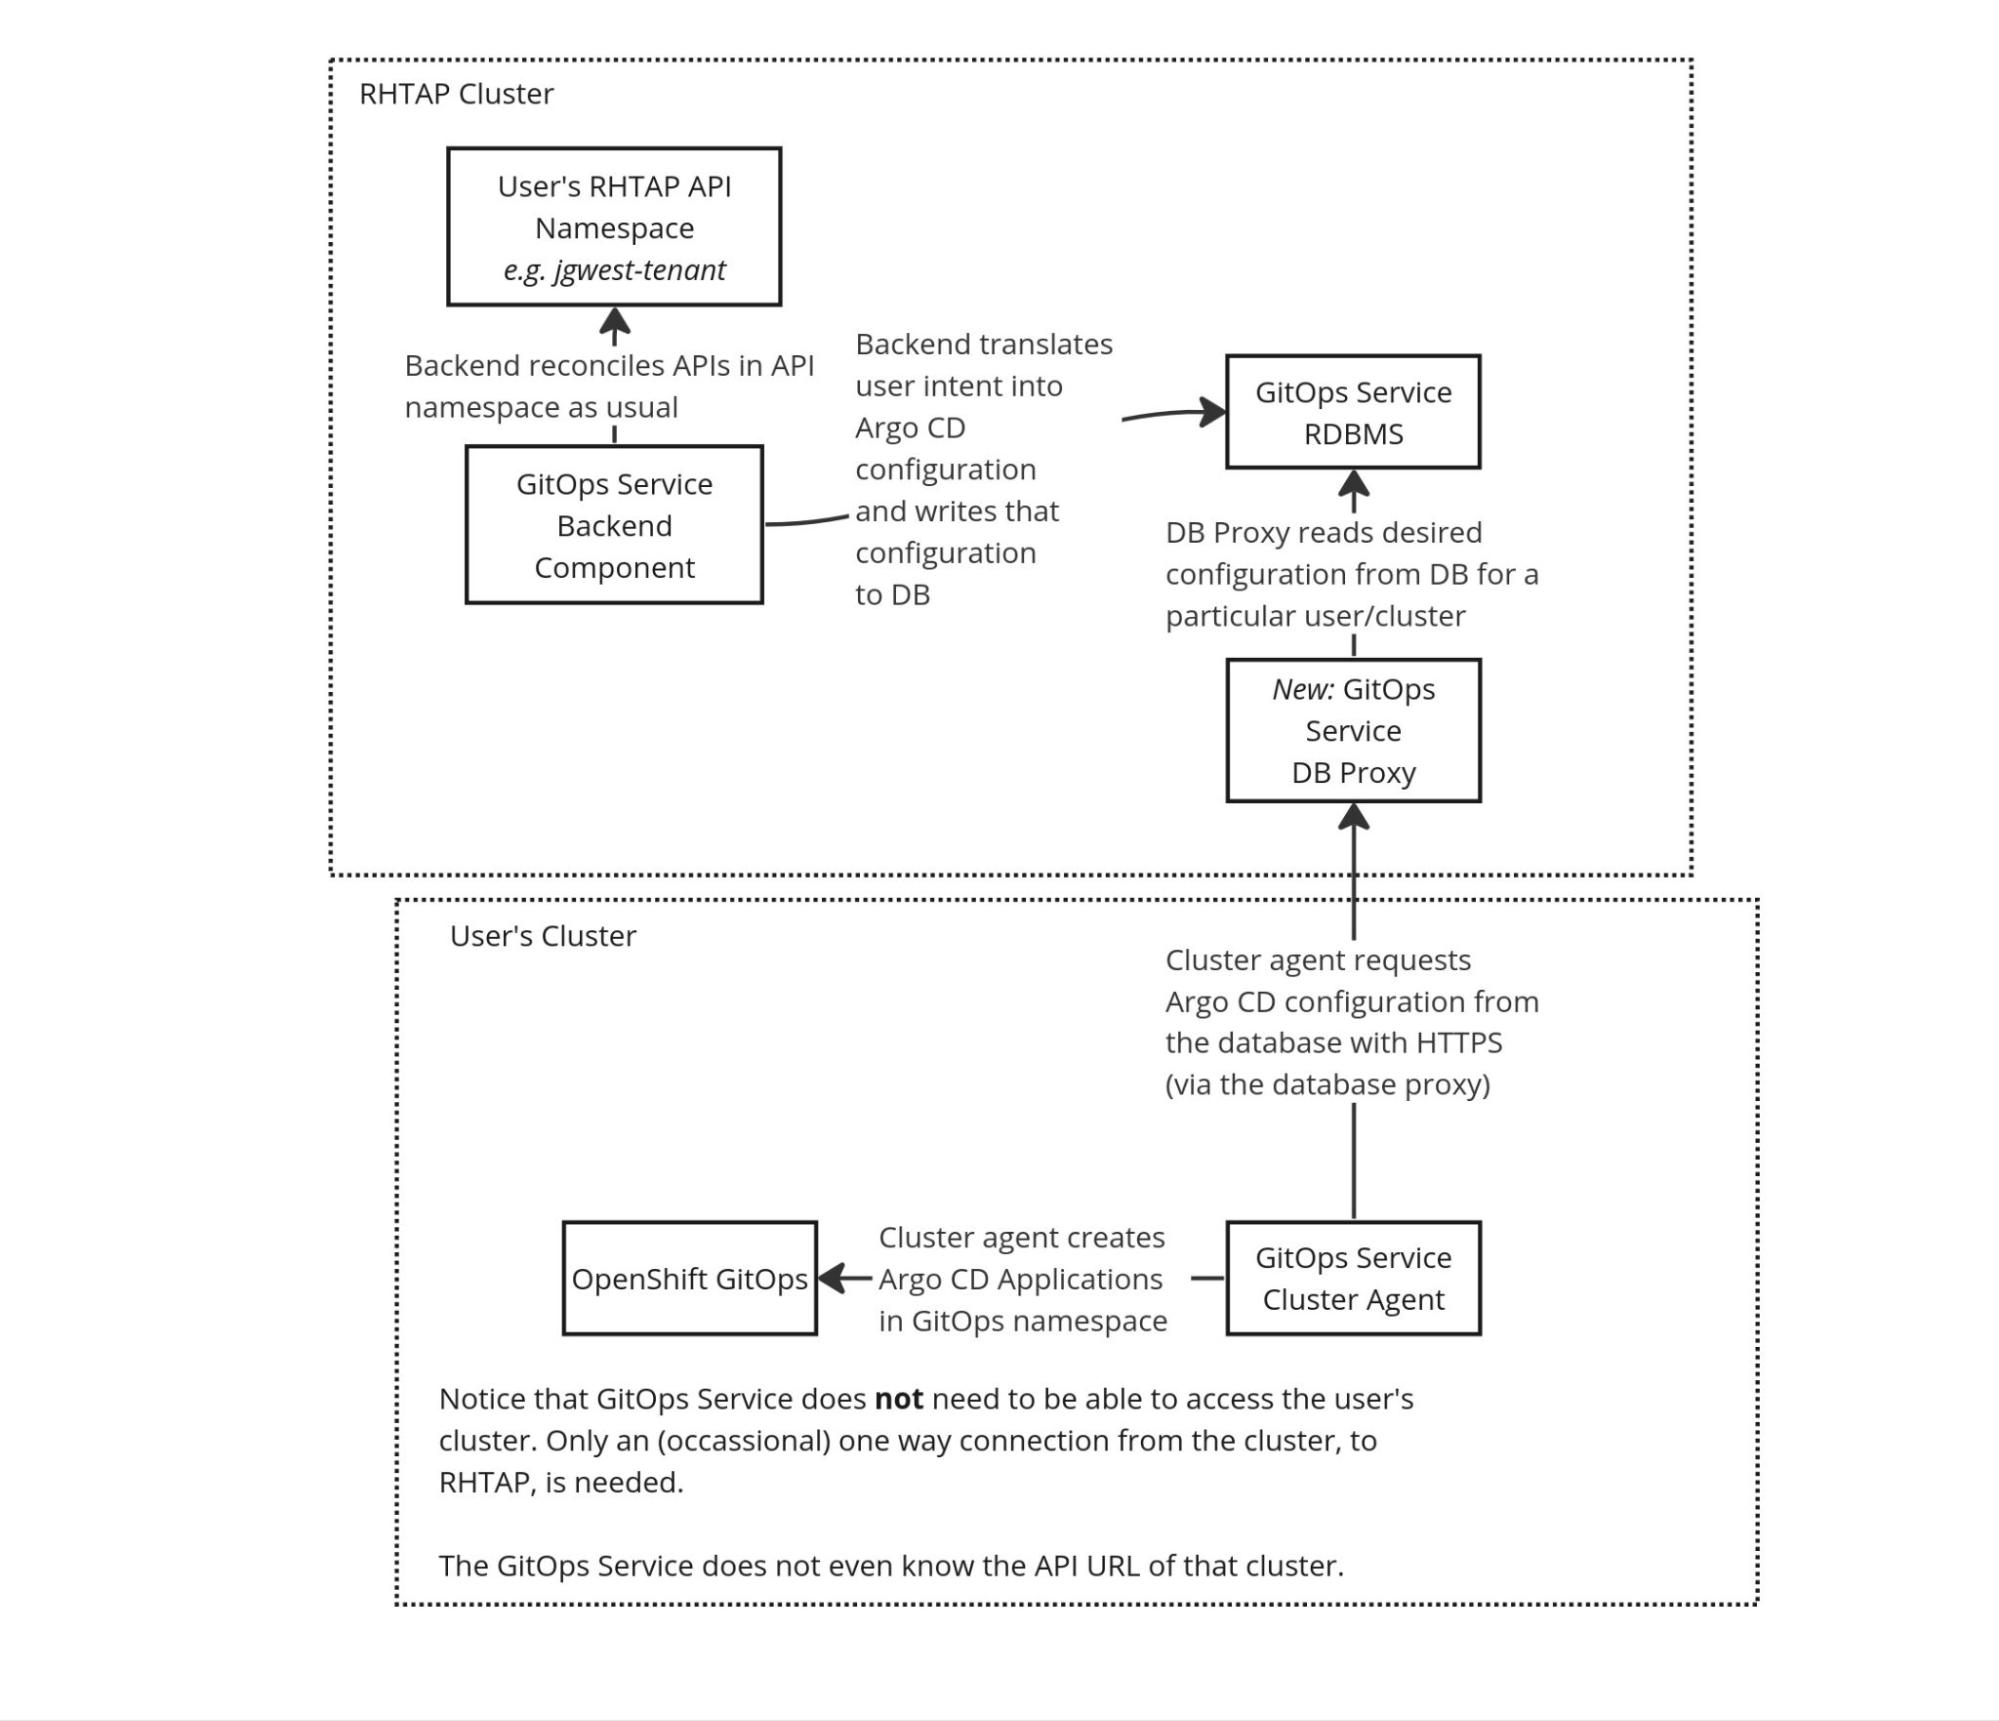 RHTAP Cluster
User's RHTAP API
Namespace
e.g. jgwest-tenant
Backend reconciles APIs in API
namespace as usual
GitOps Service
Backend
Component
Backend translates
user intent into
Argo CD
configuration
and writes that
configuration
to DB
GitOps Service
RDBMS
DB Proxy reads desired
configuration from DB for a
particular user/cluster
New: GitOps
Service
DB Proxy
User's Cluster
Cluster agent requests
Argo CD configuration from
the database with HTTPS
(via the database proxy)
OpenShift GitOps
Cluster agent creates
Argo CD Applications
in GitOps namespace
GitOps Service
Cluster Agent
Notice that GitOps Service does not need to be able to access the user's
cluster. Only an (occassional) one way connection from the cluster, to
RHTAP, is needed.
The GitOps Service does not even know the API URL of that cluster.